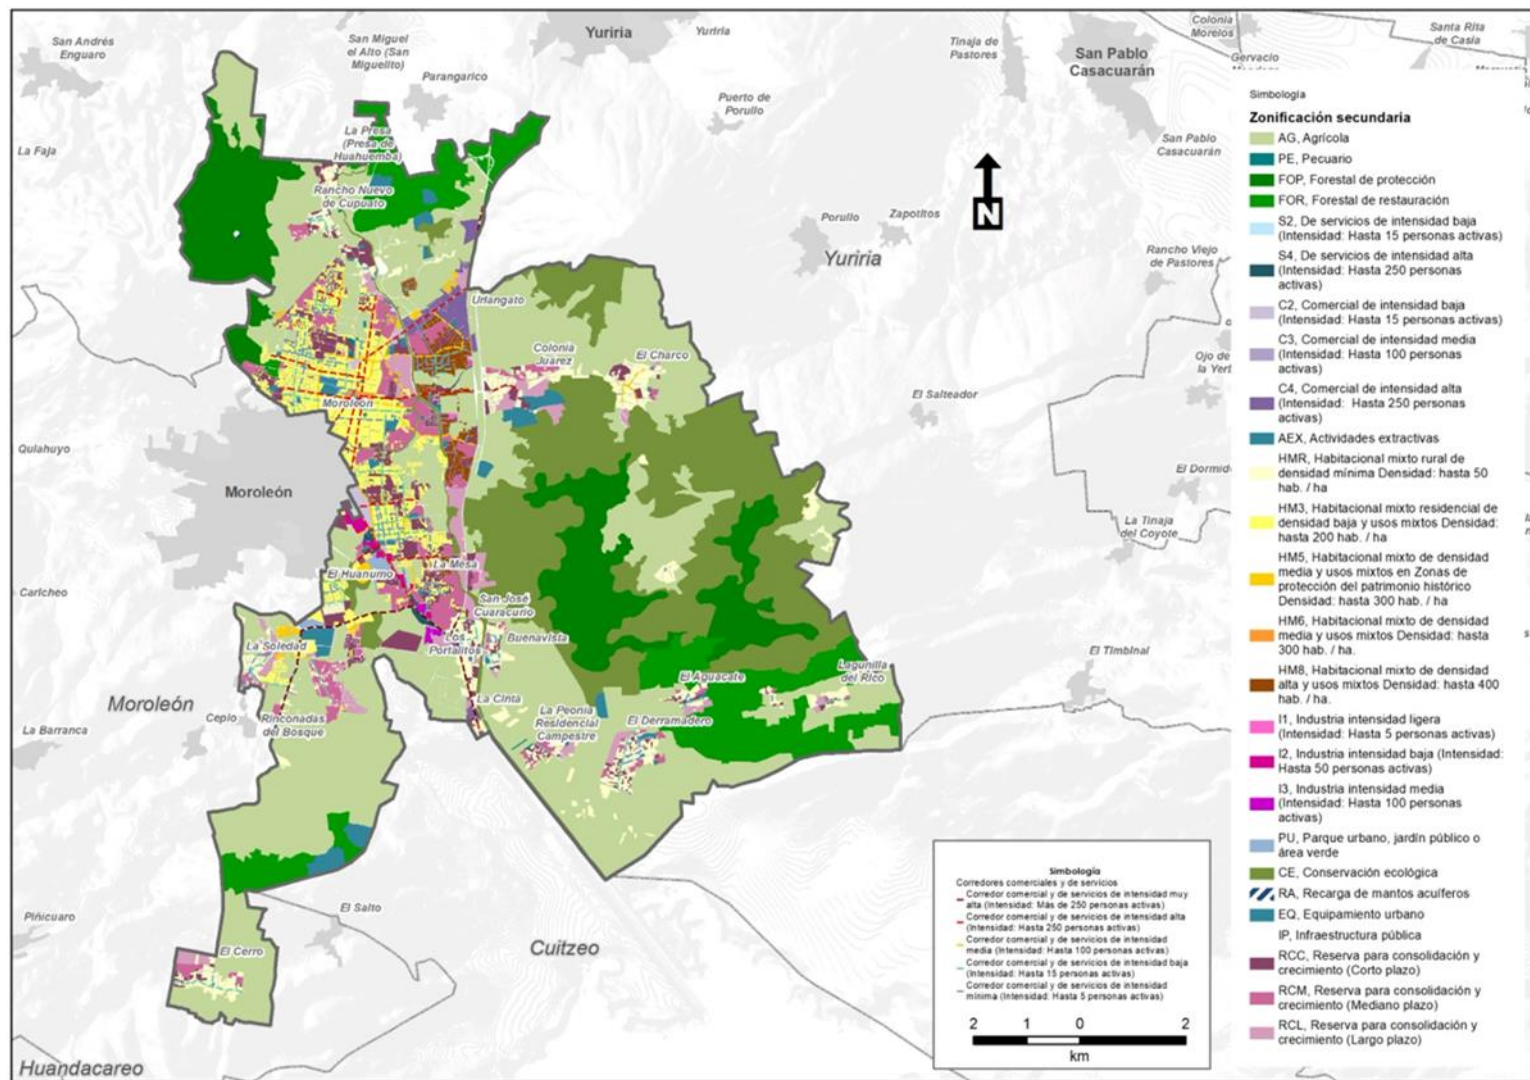 San Andrés
Enguaro
San Miguel
el Alto (San
Miguelito)
Parangarico
Yuriria
Yuriria
Puerto de
Porullo
Tinaja de
Pastores
San Pablo
Casacuarán
Colonia
Morelos
Gervacio
Santa Rita
de Casia
La Faja
La Presa
(Presa de
Huahuemba)
Rancho Nuevo
de Cupuato
San Pablo
Casacuarán
Porullo
Zapotitos
Yuriria
N
Rancho Viejo
de Pastores
Uriangato
Colonia
Juárez
El Charco
Ojo de
la Yerb
Moroleón
El Salteador
Quiahuyo
Moroleón
El Dormid
La Tinaja
del Coyote
El Huanumo
La Mesa
Caricheo
San José
Cuaracurio
Los
Portalitos
Buenavista
La Soledad
El Timbinal
El Aguacate
Lagunilla
del Rico
Moroleón
Cepio
Rinconadas
del Bosque
La Cinta
La Peonia
Residencial
Campestre
El Derramadero
La Barranca
Piñicuaro
El Salto
El Cerro
Cuitzeo
Huandacareo
Simbología
Zonificación secundaria
AG, Agrícola
PE, Pecuario
FOP, Forestal de protección
FOR, Forestal de restauración
S2, De servicios de intensidad baja
(Intensidad: Hasta 15 personas activas)
S4, De servicios de intensidad alta
(Intensidad: Hasta 250 personas
activas)
C2, Comercial de intensidad baja
(Intensidad: Hasta 15 personas activas)
C3, Comercial de intensidad media
(Intensidad: Hasta 100 personas
activas)
C4, Comercial de intensidad alta
(Intensidad: Hasta 250 personas
activas)
AEX, Actividades extractivas
HMR, Habitacional mixto rural de
densidad mínima Densidad: hasta 50
hab. / ha
HM3, Habitacional mixto residencial de
densidad baja y usos mixtos Densidad:
hasta 200 hab. / ha
HM5, Habitacional mixto de densidad
media y usos mixtos en Zonas de
protección del patrimonio histórico
Densidad: hasta 300 hab. / ha
HM6, Habitacional mixto de densidad
media y usos mixtos Densidad: hasta
300 hab. / ha.
HM8, Habitacional mixto de densidad
alta y usos mixtos Densidad: hasta 400
hab. / ha.
I1, Industria intensidad ligera
(Intensidad: Hasta 5 personas activas)
I2, Industria intensidad baja (Intensidad:
Hasta 50 personas activas)
I3, Industria intensidad media
(Intensidad: Hasta 100 personas
activas)
PU, Parque urbano, jardín público o
área verde
CE, Conservación ecológica
RA, Recarga de mantos acuíferos
EQ, Equipamiento urbano
IP, Infraestructura pública
RCC, Reserva para consolidación y
crecimiento (Corto plazo)
RCM, Reserva para consolidación y
crecimiento (Mediano plazo)
RCL, Reserva para consolidación y
crecimiento (Largo plazo)
Simbología
Corredores comerciales y de servicios
Corredor comercial y de servicios de intensidad muy
alta (Intensidad: Más de 250 personas activas)
Corredor comercial y de servicios de intensidad alta
(Intensidad: Hasta 250 personas activas)
Corredor comercial y de servicios de intensidad
media (Intensidad: Hasta 100 personas activas)
Corredor comercial y de servicios de intensidad baja
(Intensidad: Hasta 15 personas activas)
Corredor comercial y de servicios de intensidad
mínima (Intensidad: Hasta 5 personas activas)
2 1 0 2
km